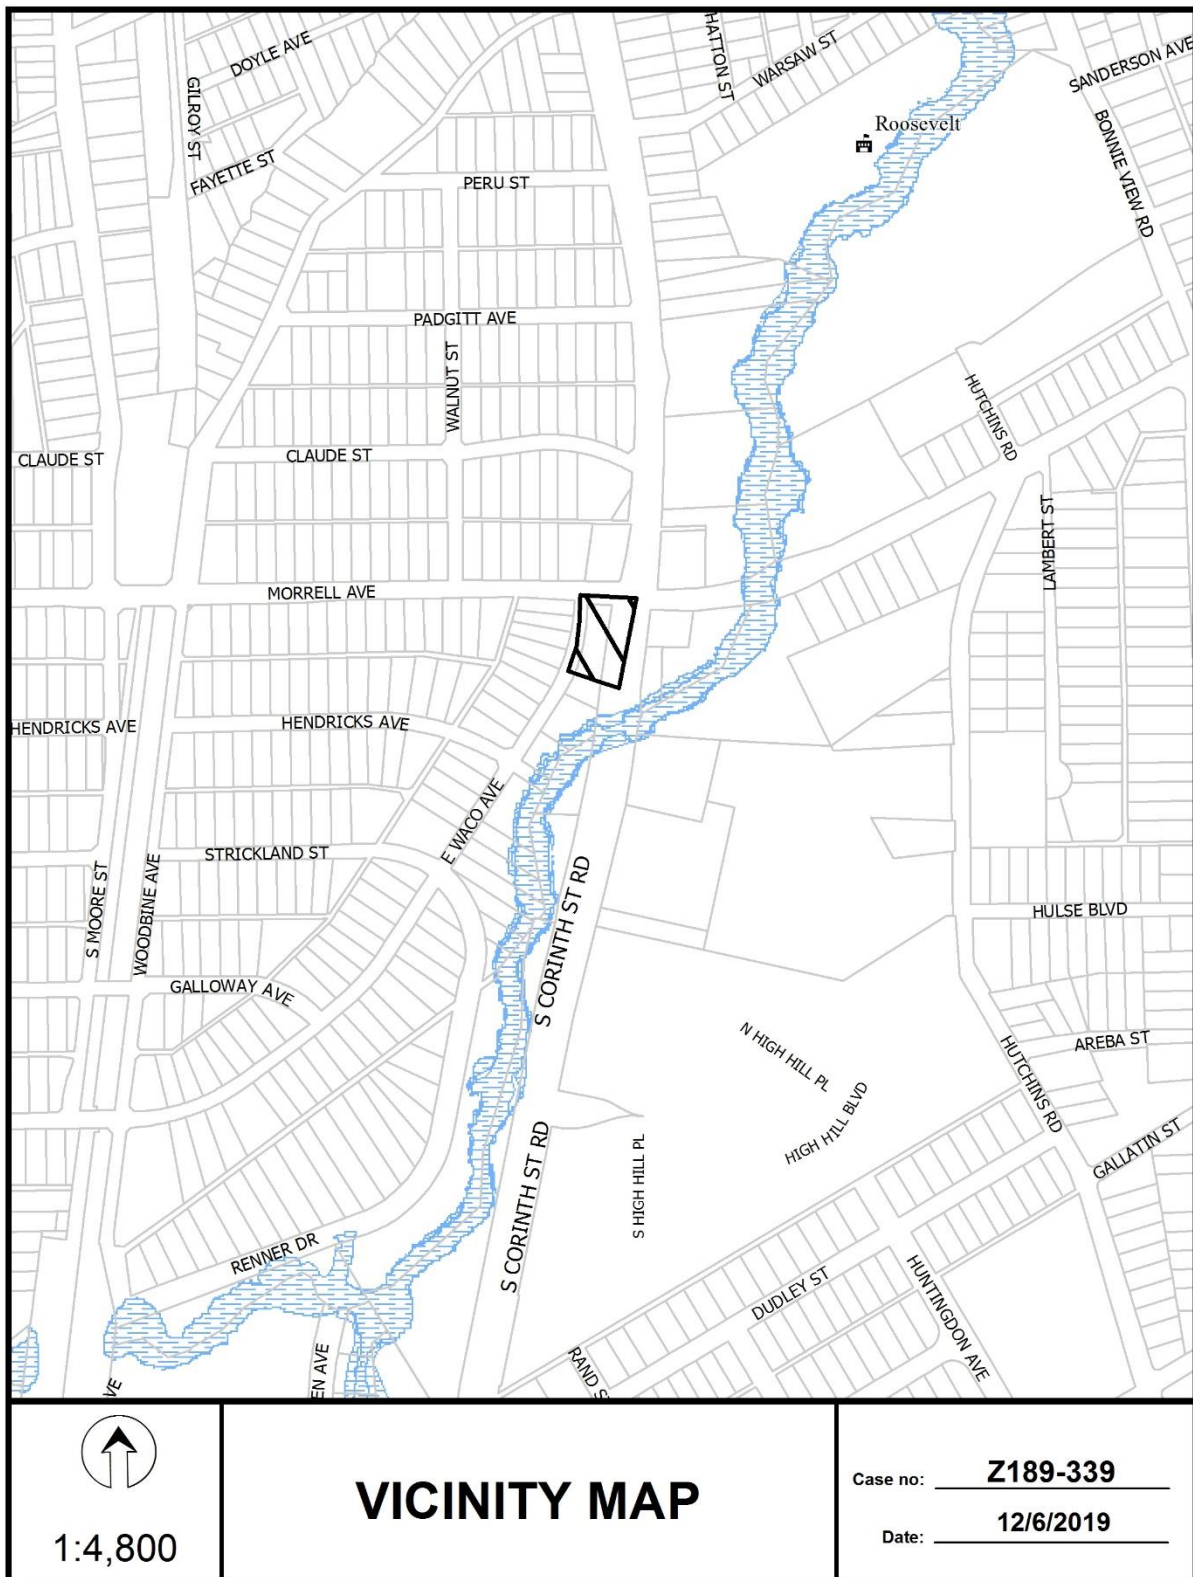 DOYLE AVE
HATTON ST
WARSAW ST
SANDERSON AVE
GILROY ST
Roosevelt
BONNIE VIEW RD
FAYETTE ST
PERU ST
PADGITT AVE
WALNUT ST
HUTCHINS RD
CLAUDE ST
CLAUDE ST
LAMBERT ST
MORRELL AVE
HENDRICKS AVE
HENDRICKS AVE
E WACO AVE
STRICKLAND ST
S MOORE ST
WOODBINE AVE
S CORINTH ST RD
HULSE BLVD
GALLOWAY AVE
N HIGH HILL PL
AREBA ST
HUTCHINS RD
HIGH HILL BLVD
GALLATIN ST
S HIGH HILL PL
S CORINTH ST RD
RENNER DR
DUDLEY ST
HUNTINGDON AVE
RAND S
EN AVE
VE
1:4,800
VICINITY MAP
Case no: Z189-339
Date: 12/6/2019